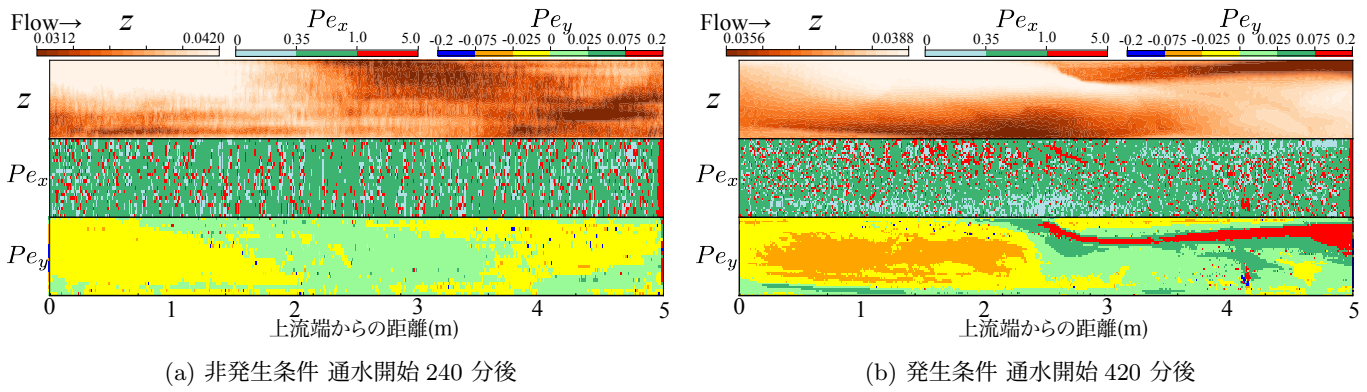 Flow→ z Pe_x Pe_y
0.0312 0.0420 0 0.35 1.0 5.0 -0.2 -0.075 -0.025 0 0.025 0.075 0.2
z
Pe_x
Pe_y
0 1 2 3 4 5
上流端からの距離(m)
(a) 非発生条件 通水開始 240 分後
Flow→ z Pe_x Pe_y
0.0356 0.0388 0 0.35 1.0 5.0 -0.2 -0.075 -0.025 0 0.025 0.075 0.2
z
Pe_x
Pe_y
0 1 2 3 4 5
上流端からの距離(m)
(b) 発生条件 通水開始 420 分後